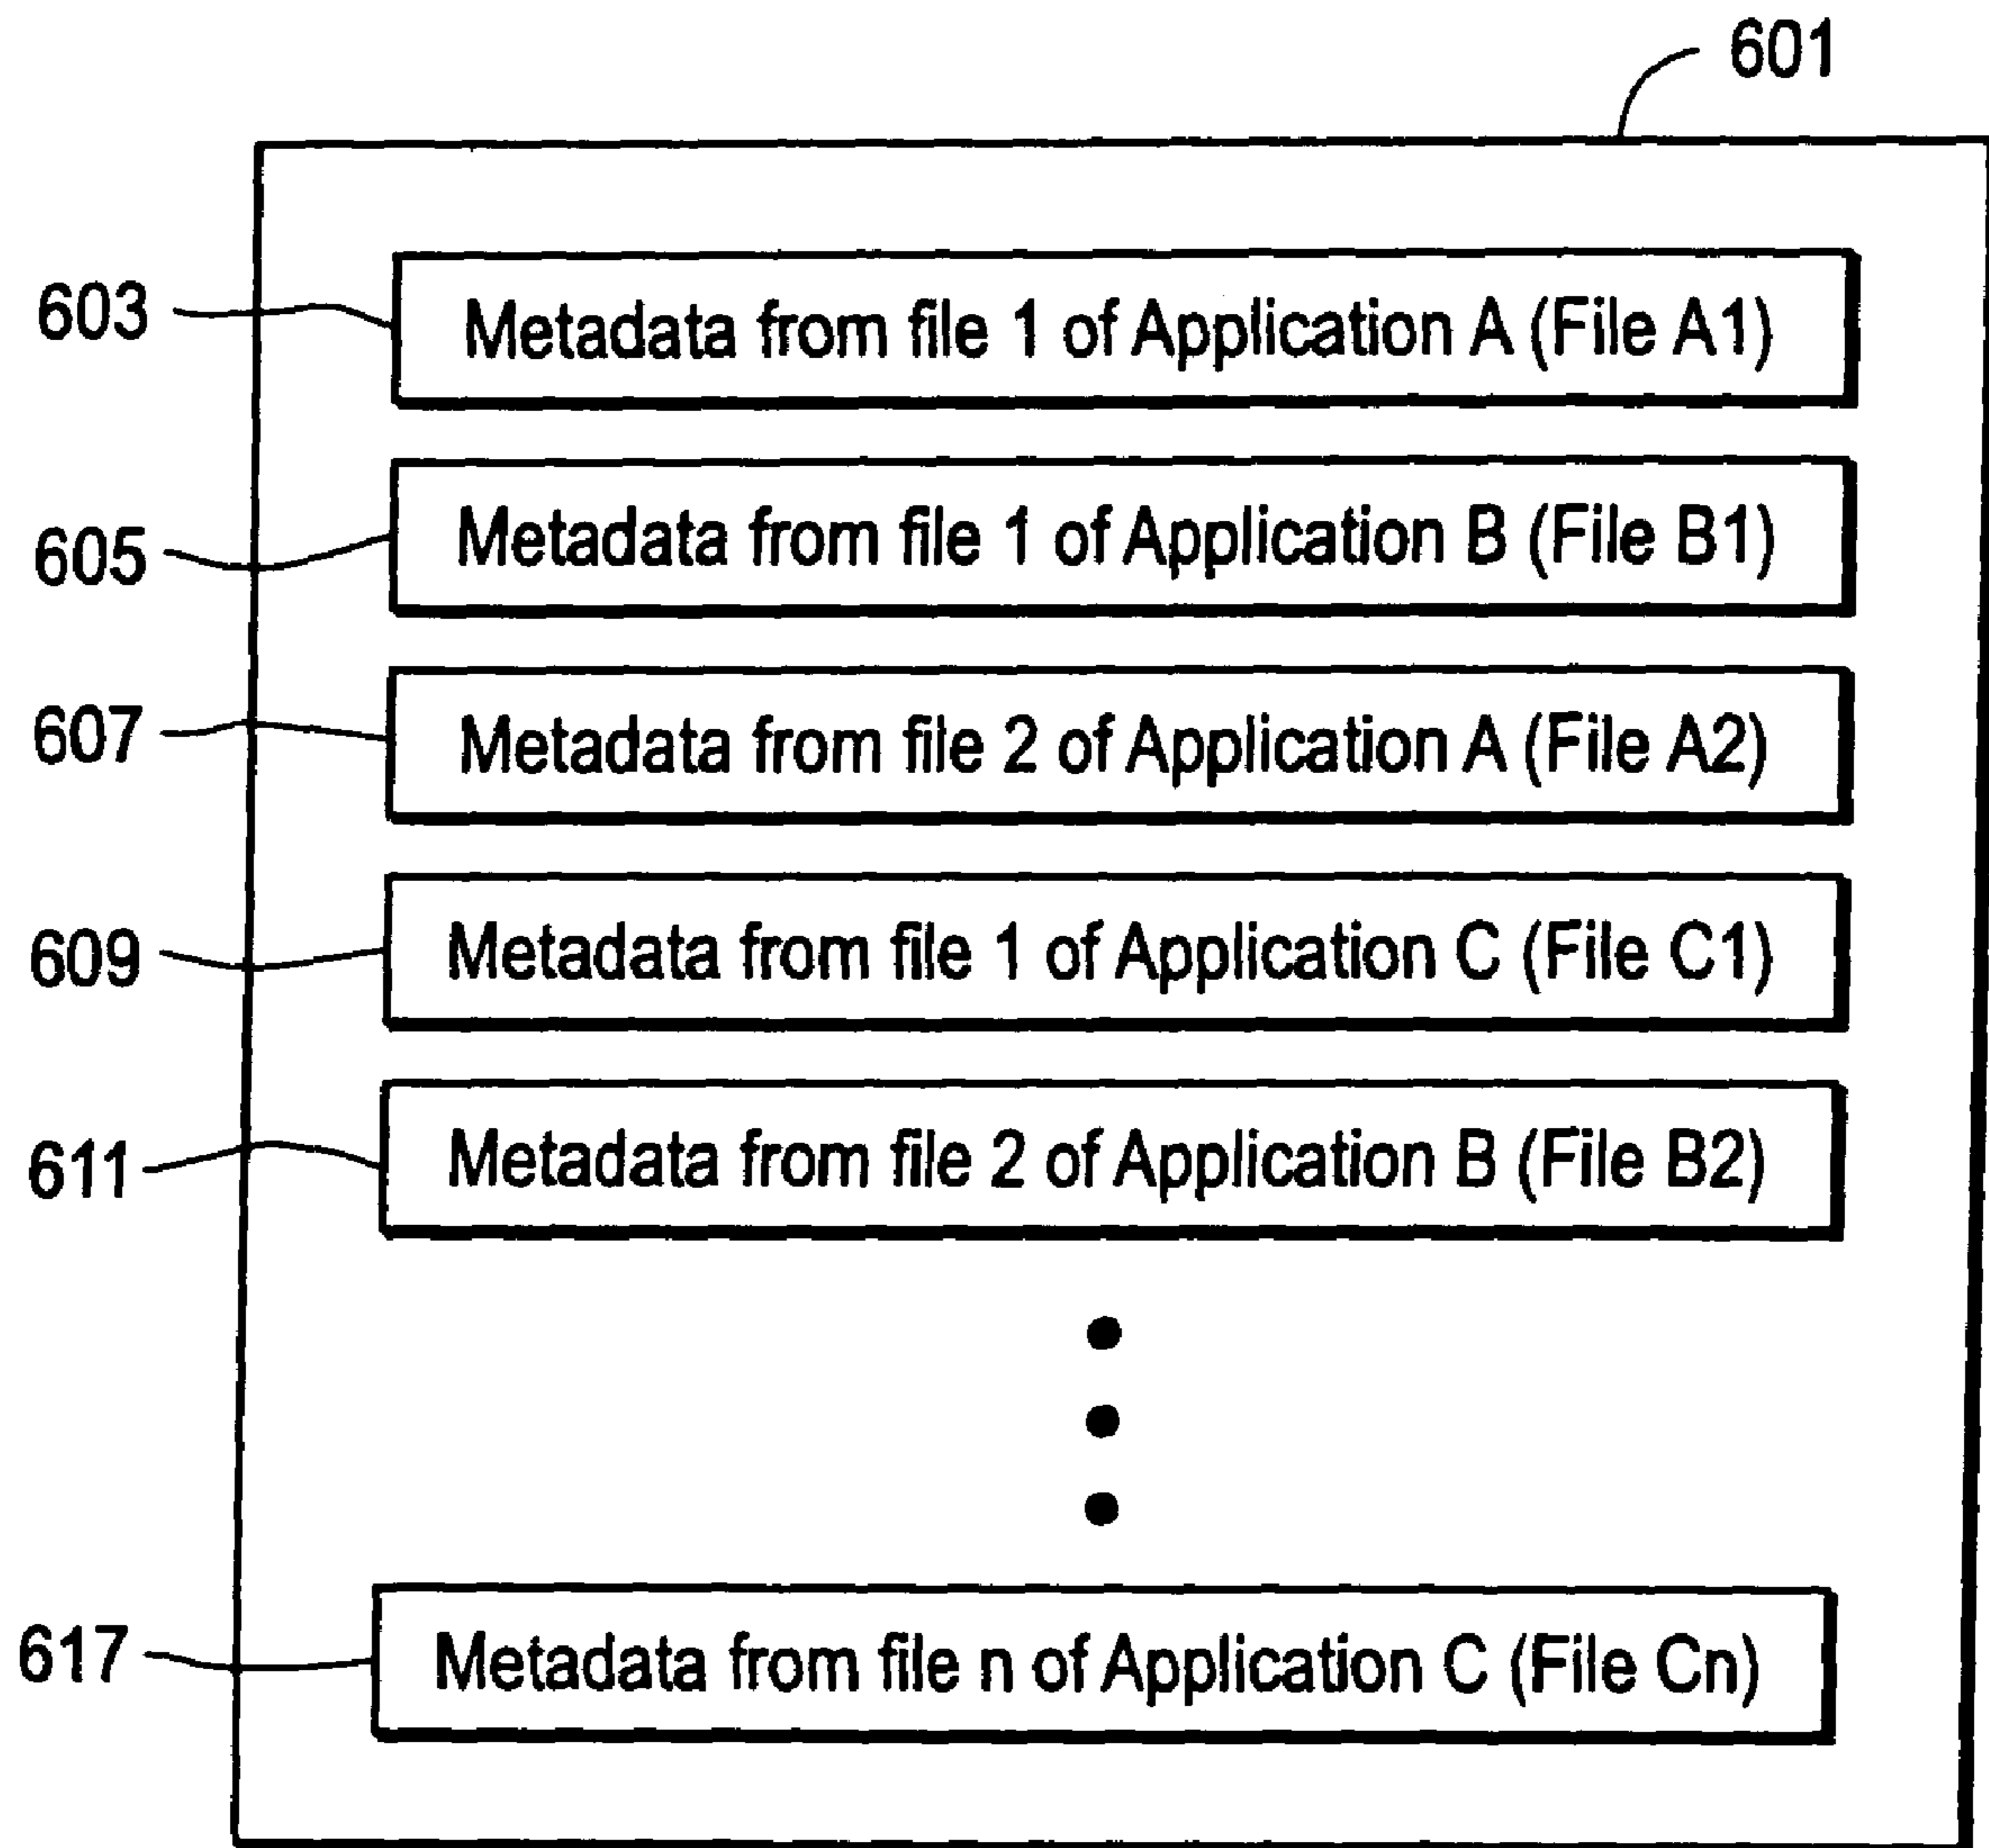 601
603 Metadata from file 1 of Application A (File A1)
605 Metadata from file 1 of Application B (File B1)
607 Metadata from file 2 of Application A (File A2)
609 Metadata from file 1 of Application C (File C1)
611 Metadata from file 2 of Application B (File B2)
617 Metadata from file n of Application C (File Cn)